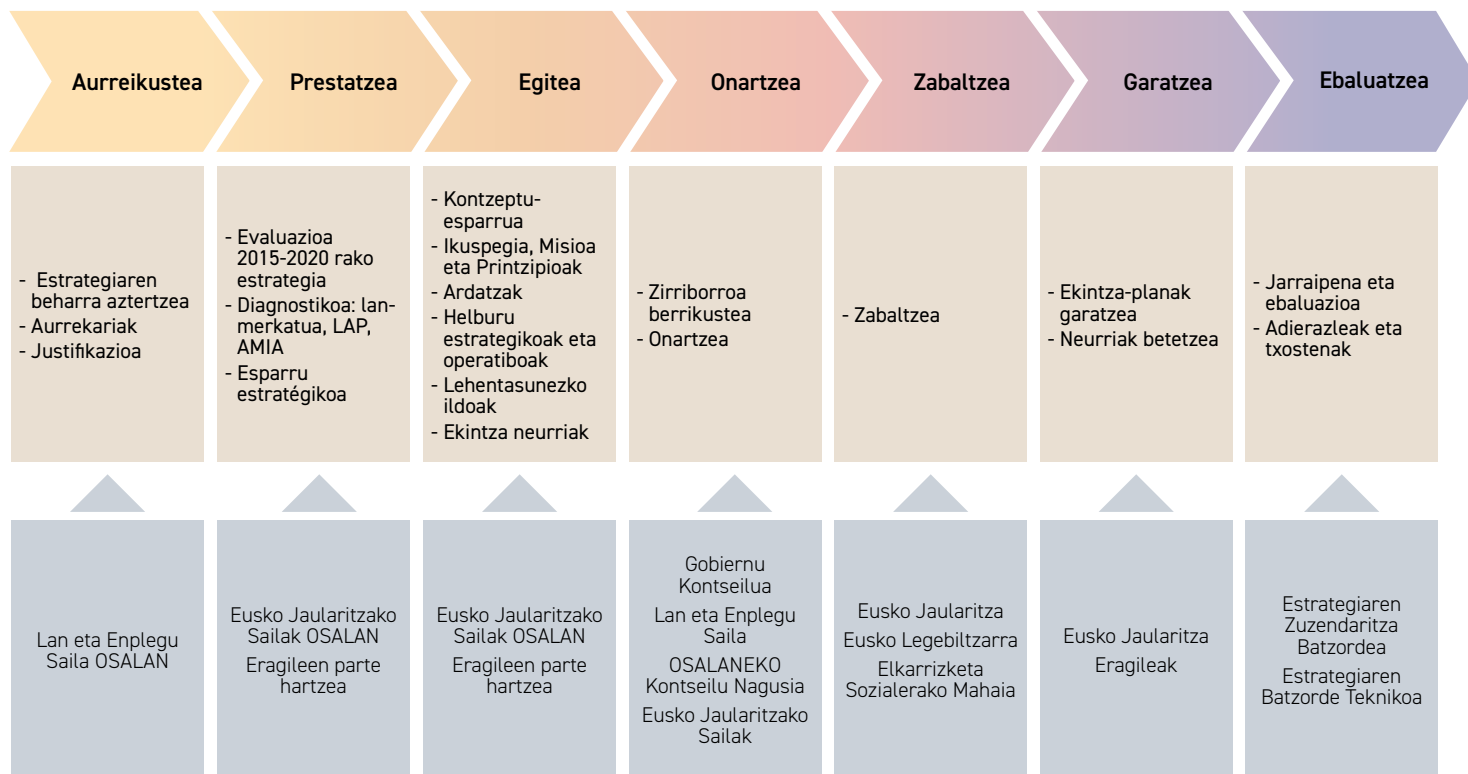 Aurreikustea
Prestatzea
Egitea
Onartzea
Zabaltzea
Garatzea
Ebaluatzea
- Estrategiaren
beharra aztertzea
- Aurrekariak
- Justifikazioa
- Evaluazioa
2015-2020 rako
estrategia
- Diagnostikoa: lan-
merkatua, LAP,
AMIA
- Esparru
estratégikoa
- Kontzeptu-
esparrua
- Ikuspegia, Misioa
eta Printzipioak
- Ardatzak
- Helburu
estrategikoak eta
operatiboak
- Lehentasunezko
ildoak
- Ekintza neurriak
- Zirriborroa
berrikustea
- Onartzea
- Zabaltzea
- Ekintza-planak
garatzea
- Neurriak betetzea
- Jarraipena eta
ebaluazioa
- Adierazleak eta
txostenak
Lan eta Enplegu
Saila OSALAN
Eusko Jaularitzako
Sailak OSALAN
Eragileen parte
hartzea
Eusko Jaularitzako
Sailak OSALAN
Eragileen parte
hartzea
Gobiernu
Kontseilua
Lan eta Enplegu
Saila
OSALANEKO
Kontseilu Nagusia
Eusko Jaularitzako
Sailak
Eusko Jaularitza
Eusko Legebiltzarra
Elkarrizketa
Sozialerako Mahaia
Eusko Jaularitza
Eragileak
Estrategiaren
Zuzendaritza
Batzordea
Estrategiaren
Batzorde Teknikoa